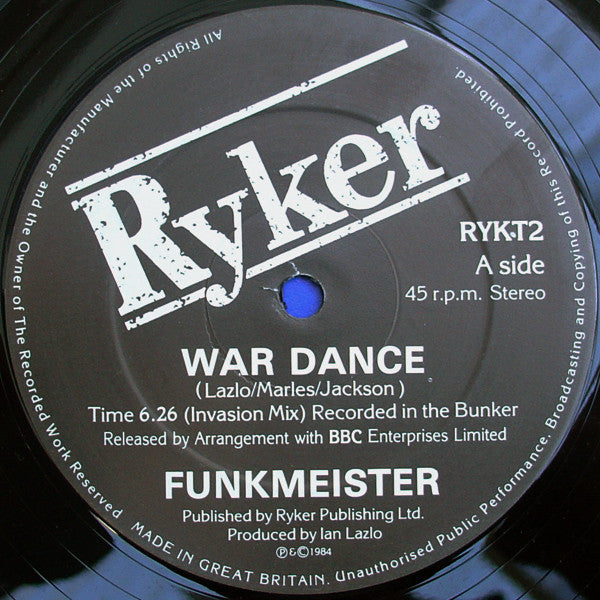 Ryker
RYKT2
A side
45 r.p.m. Stereo
WAR DANCE
(Lazlo/Marles/Jackson)
Time 6.26 (Invasion Mix) Recorded in the Bunker
Released by Arrangement with BBC Enterprises Limited
FUNKMEISTER
Published by Ryker Publishing Ltd.
Produced by Ian Lazlo
℗&©1984
All Rights of the Manufacturer and the Owner of The Recorded Work Reserved
MADE IN GREAT BRITAIN. Unauthorised Public Performance, Broadcasting and Copying of this Record Prohibited.